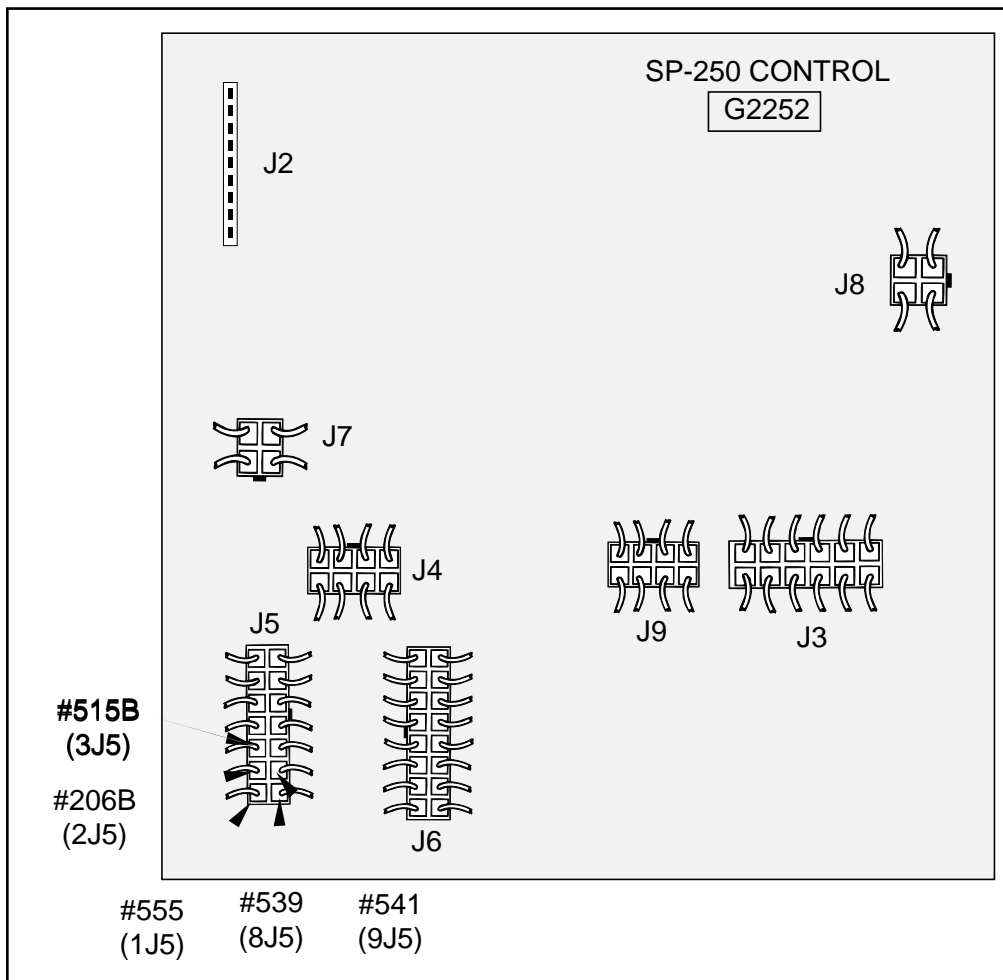 SP-250 CONTROL
G2252
J2
J8
J7
J4
J9
J3
J5
#515B
(3J5)
#206B
(2J5)
J6
#555
(1J5)
#539
(8J5)
#541
(9J5)